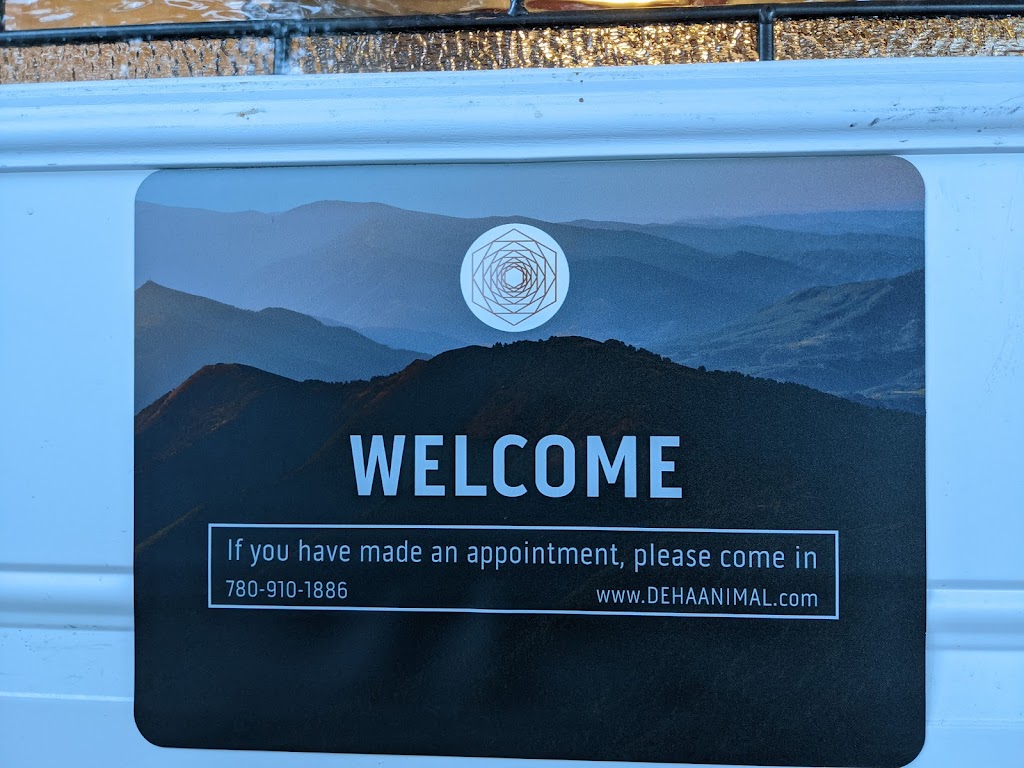 WELCOME
If you have made an appointment, please come in
780-910-1886 www.DEHAANIMAL.com